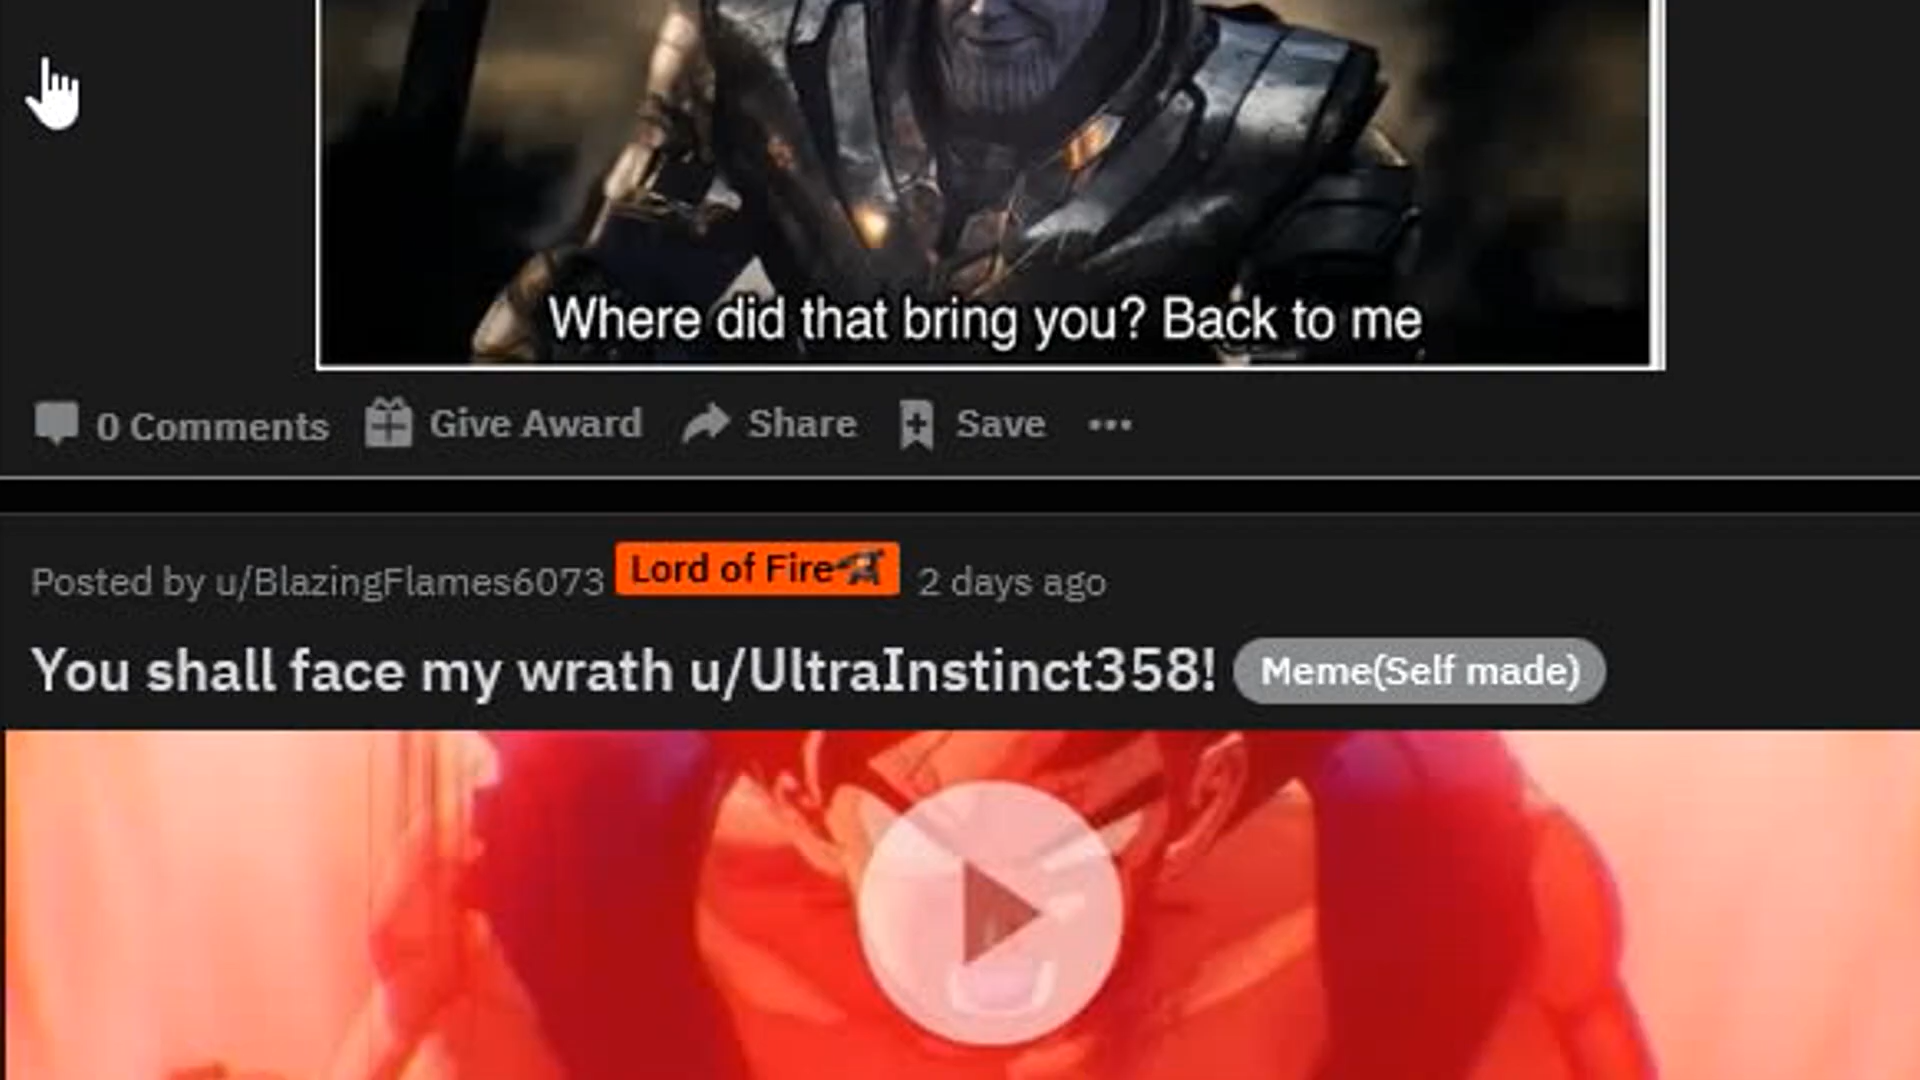 Where did that bring you? Back to me
0 Comments Give Award Share Save
Posted by u/BlazingFlames6073 Lord of Fire 2 days ago
You shall face my wrath u/UltraInstinct358! Meme(Self made)